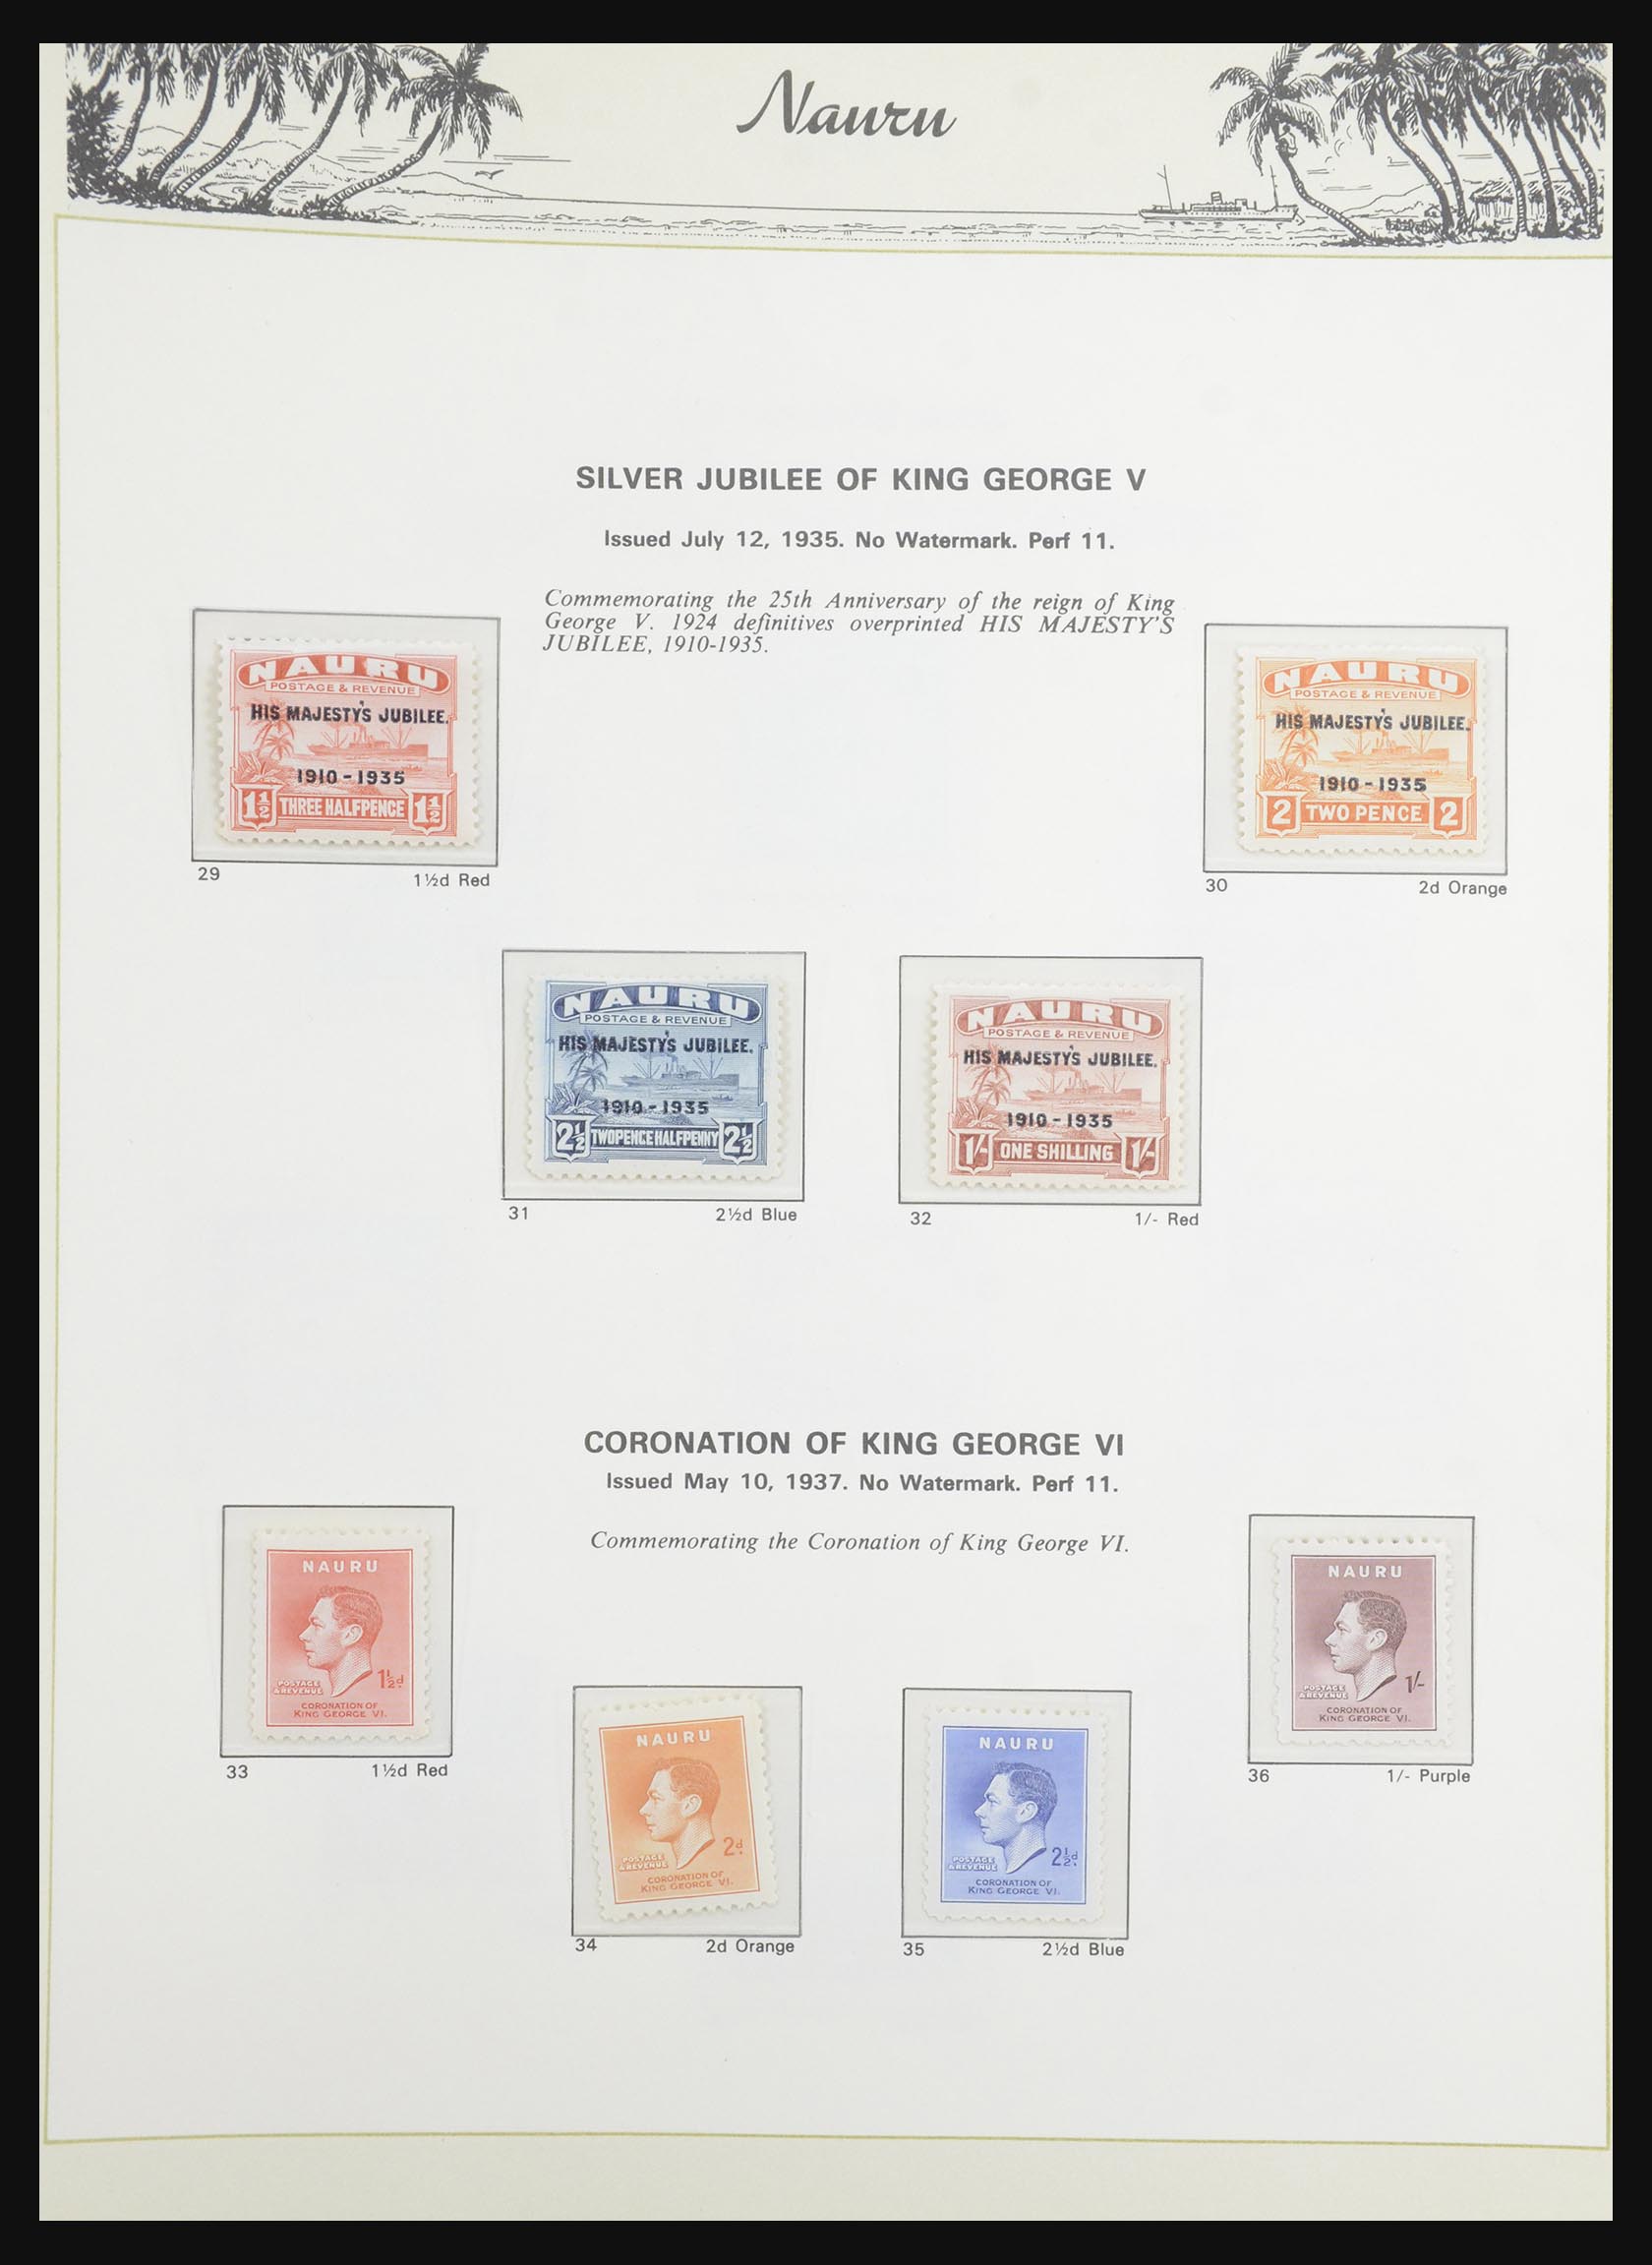 Nauru
SILVER JUBILEE OF KING GEORGE V
Issued July 12, 1935. No Watermark. Perf 11.
Commemorating the 25th Anniversary of the reign of King
George V. 1924 definitives overprinted HIS MAJESTY'S
JUBILEE, 1910-1935.
NAURU
POSTAGE & REVENUE
HIS MAJESTY'S JUBILEE.
1910-1935
1½ THREE HALFPENCE 1½
29 1½d Red
NAURU
POSTAGE & REVENUE
HIS MAJESTY'S JUBILEE.
1910-1935
2 TWO PENCE 2
30 2d Orange
NAURU
POSTAGE & REVENUE
HIS MAJESTY'S JUBILEE.
1910-1935
2½ TWOPENCE HALFPENNY 2½
31 2½d Blue
NAURU
POSTAGE & REVENUE
HIS MAJESTY'S JUBILEE.
1910-1935
1/- ONE SHILLING 1/-
32 1/- Red
CORONATION OF KING GEORGE VI
Issued May 10, 1937. No Watermark. Perf 11.
Commemorating the Coronation of King George VI.
NAURU
1½d.
POSTAGE
& REVENUE
CORONATION OF
KING GEORGE VI.
33 1½d Red
NAURU
2d.
POSTAGE
& REVENUE
CORONATION OF
KING GEORGE VI.
34 2d Orange
NAURU
2½d.
POSTAGE
& REVENUE
CORONATION OF
KING GEORGE VI.
35 2½d Blue
NAURU
1/-
POSTAGE
& REVENUE
CORONATION OF
KING GEORGE VI.
36 1/- Purple